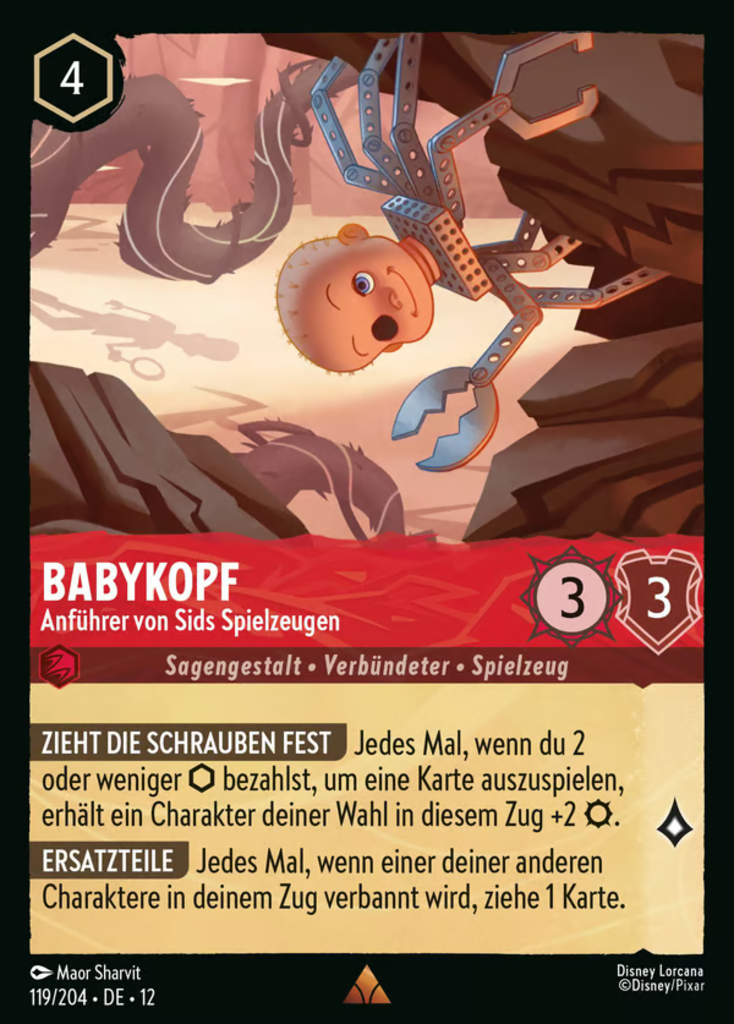 4
BABYKOPF
Anführer von Sids Spielzeugen
3
3
Sagengestalt • Verbündeter • Spielzeug
ZIEHT DIE SCHRAUBEN FEST Jedes Mal, wenn du 2
oder weniger ⬡ bezahlst, um eine Karte auszuspielen,
erhält ein Charakter deiner Wahl in diesem Zug +2 ¤.
ERSATZTEILE Jedes Mal, wenn einer deiner anderen
Charaktere in deinem Zug verbannt wird, ziehe 1 Karte.
Maor Sharvit
119/204 • DE • 12
Disney Lorcana
©Disney/Pixar